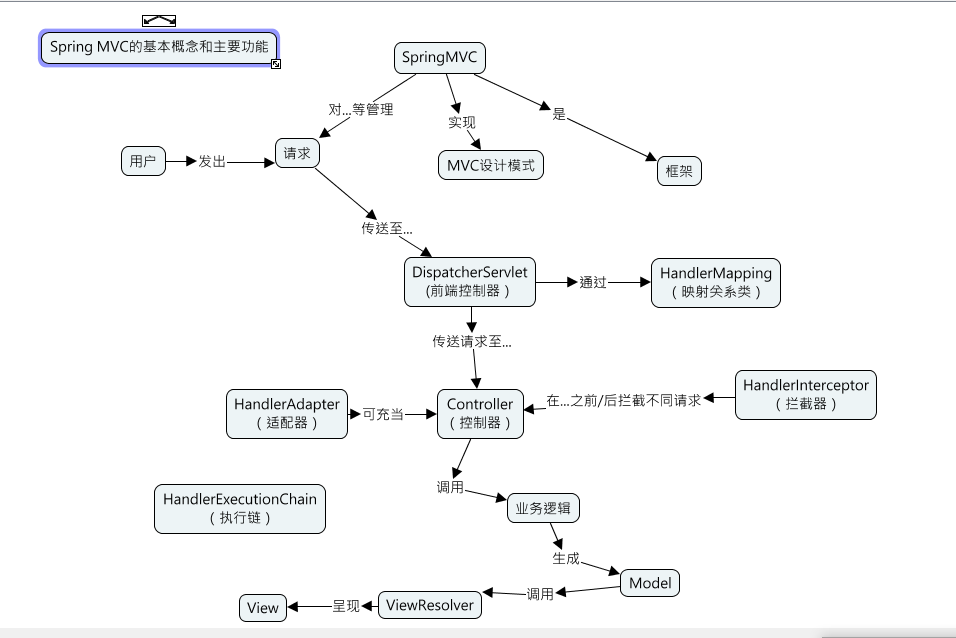 Spring MVC的基本概念和主要功能
SpringMVC
对...等管理
实现
是
用户
发出
请求
MVC设计模式
框架
传送至...
DispatcherServlet
(前端控制器)
通过
HandlerMapping
(映射关系类)
传送请求至...
HandlerAdapter
(适配器)
可充当
Controller
(控制器)
在...之前/后拦截不同请求
HandlerInterceptor
(拦截器)
调用
HandlerExecutionChain
(执行链)
业务逻辑
生成
Model
调用
ViewResolver
呈现
View